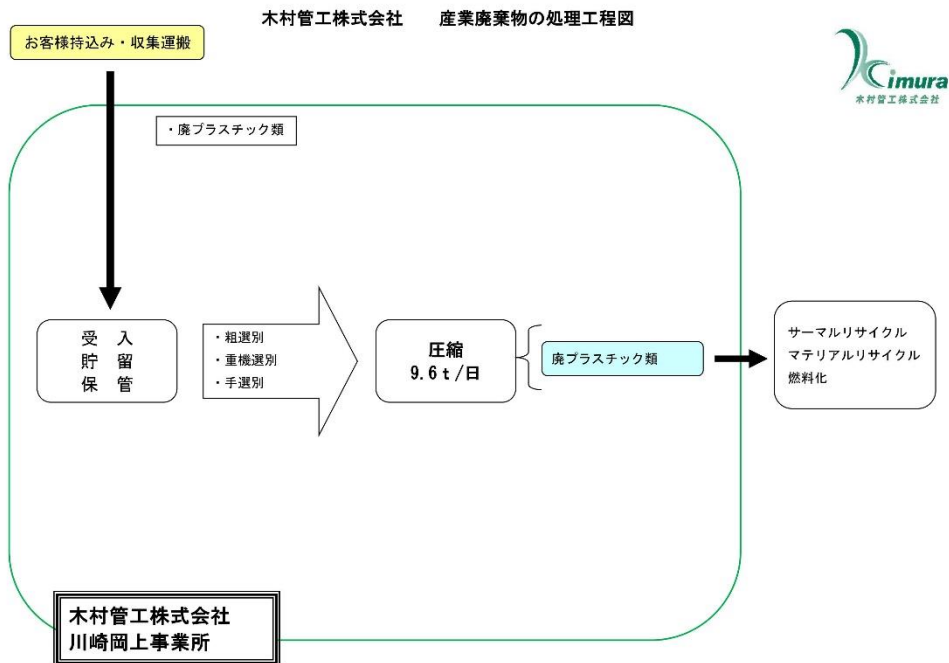 木村管工株式会社　　産業廃棄物の処理工程図
お客様持込み・収集運搬
Kimura
木村管工株式会社
・廃プラスチック類
受　入
貯　留
保　管
・粗選別
・重機選別
・手選別
圧縮
9.6ｔ/日
廃プラスチック類
サーマルリサイクル
マテリアルリサイクル
燃料化
木村管工株式会社
川崎岡上事業所